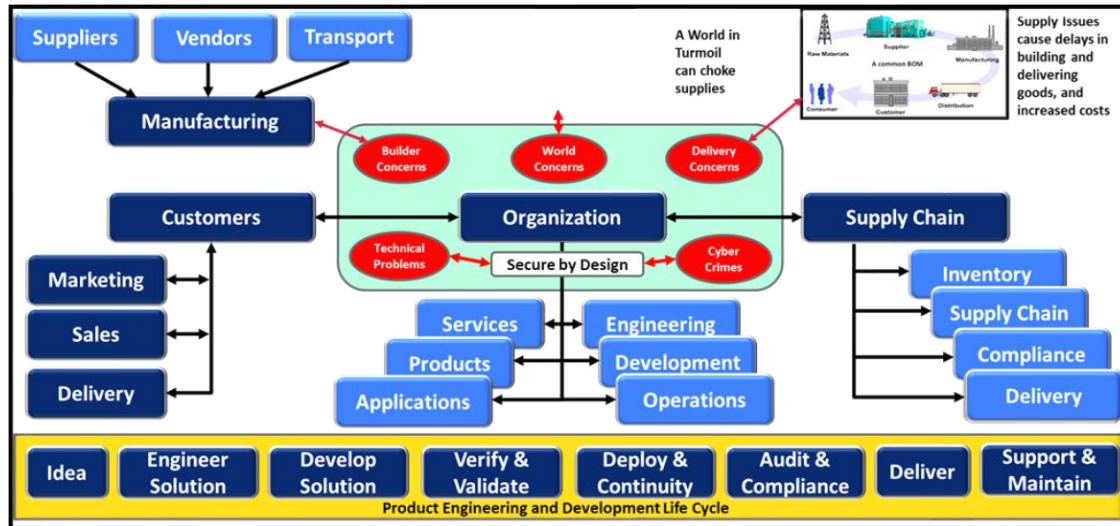 Suppliers
Vendors
Transport
Manufacturing
A World in
Turmoil
can choke
supplies
Raw Materials
Supplier
A common BOM
Manufacturing
Consumer
Customer
Distribution
Supply Issues
cause delays in
building and
delivering
goods, and
increased costs
Builder
Concerns
World
Concerns
Delivery
Concerns
Customers
Organization
Supply Chain
Technical
Problems
Secure by Design
Cyber
Crimes
Marketing
Sales
Delivery
Services
Engineering
Products
Development
Applications
Operations
Inventory
Supply Chain
Compliance
Delivery
Idea
Engineer
Solution
Develop
Solution
Verify &
Validate
Deploy &
Continuity
Audit &
Compliance
Deliver
Support &
Maintain
Product Engineering and Development Life Cycle